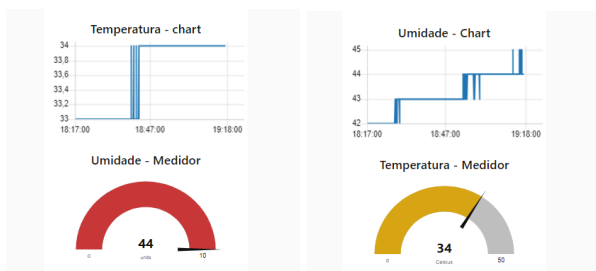 Temperatura - chart
34
33,8
33,6
33,4
33,2
33
18:17:00 18:47:00 19:18:00
Umidade - Chart
45
44
43
42
18:17:00 18:47:00 19:18:00
Umidade - Medidor
44
units
0 10
Temperatura - Medidor
34
Celsius
0 50